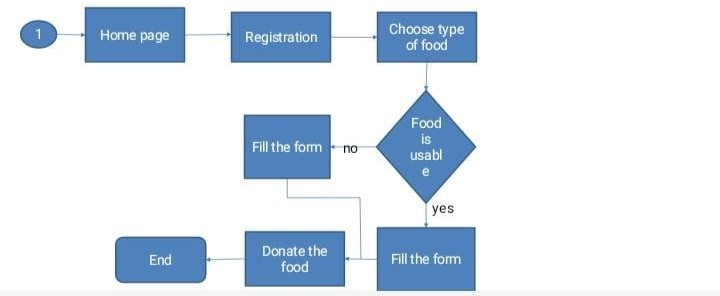 1
Home page
Registration
Choose type
of food
Food
is
usabl
e
no
Fill the form
yes
Fill the form
Donate the
food
End